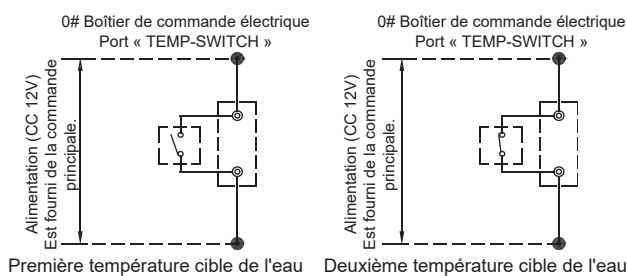 0# Boîtier de commande électrique
Port « TEMP-SWITCH »
Alimentation (CC 12V)
Est fourni de la commande
principale.
Première température cible de l'eau
0# Boîtier de commande électrique
Port « TEMP-SWITCH »
Alimentation (CC 12V)
Est fourni de la commande
principale.
Deuxième température cible de l'eau